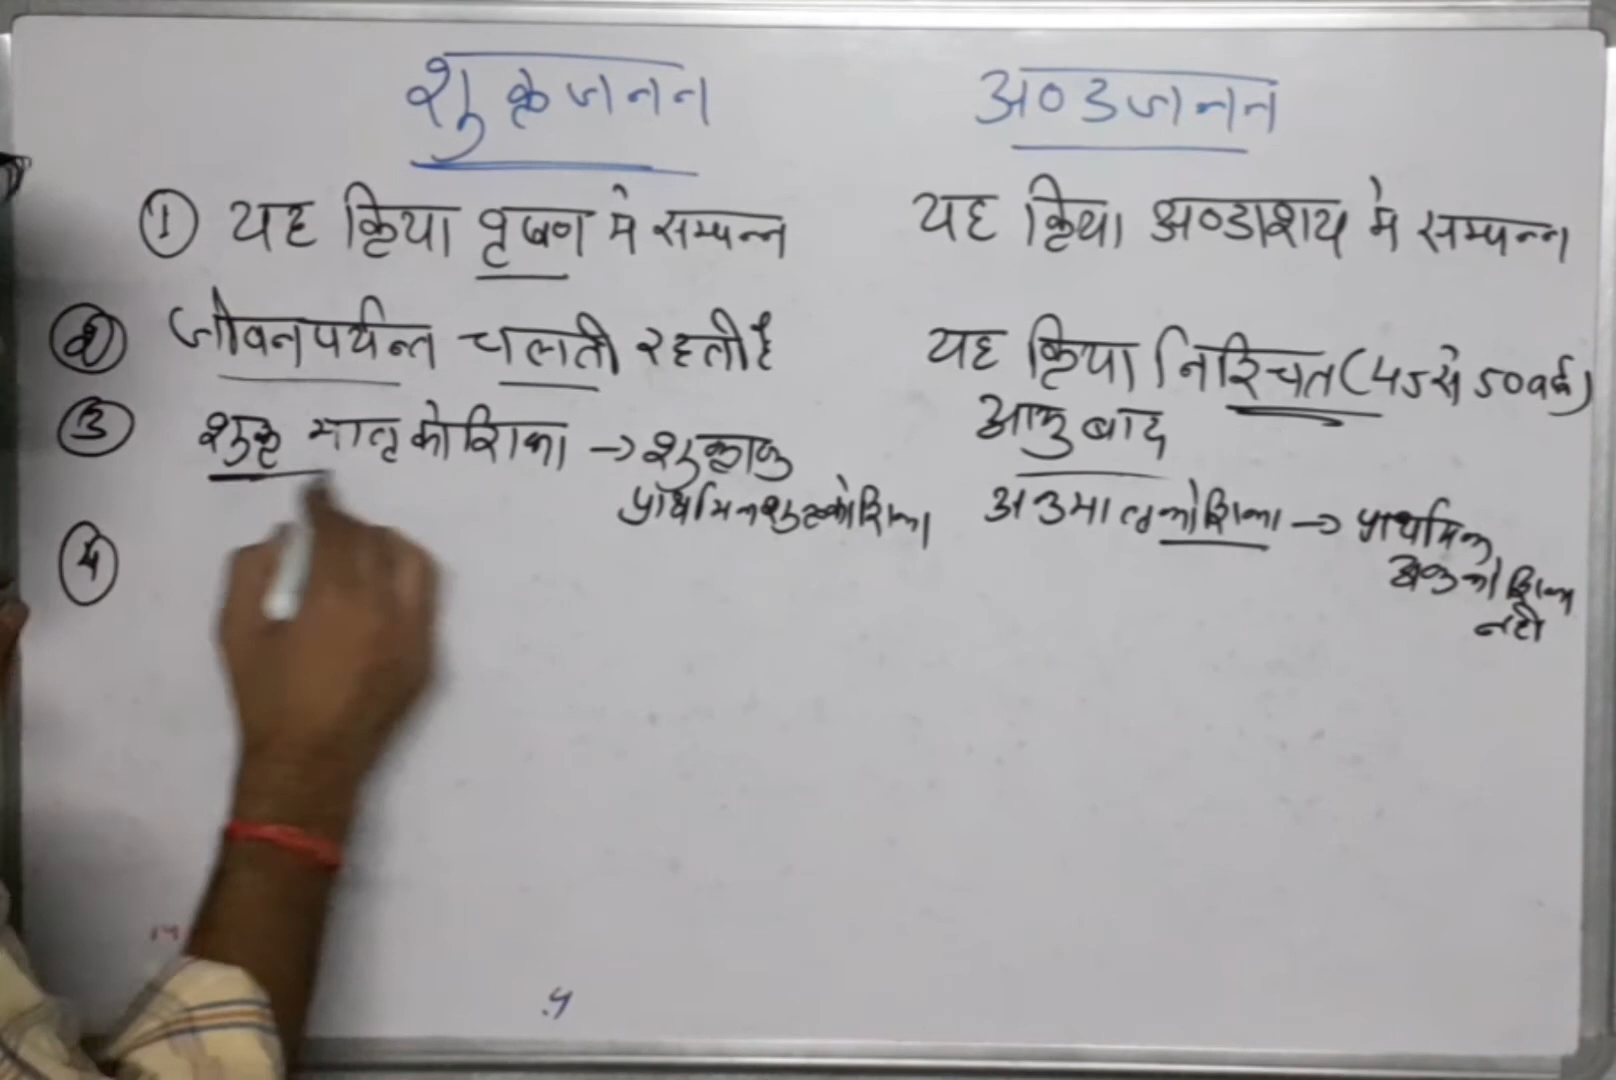 शुक्रजनन
अण्डजनन
① यह क्रिया वृषण मे सम्पन्न
यह क्रिया अण्डाशय मे सम्पन्न
② जीवनपर्यन्त चलती रहती है
यह क्रिया निश्चित (45 से 50 वर्ष)
आयु बाद
③ शुक्र मातृकोशिका → शुक्राणु
प्राथमिक शुक्रकोशिका
अंडमातृकोशिका → प्राथमिक
अण्डकोशिका
नही
④